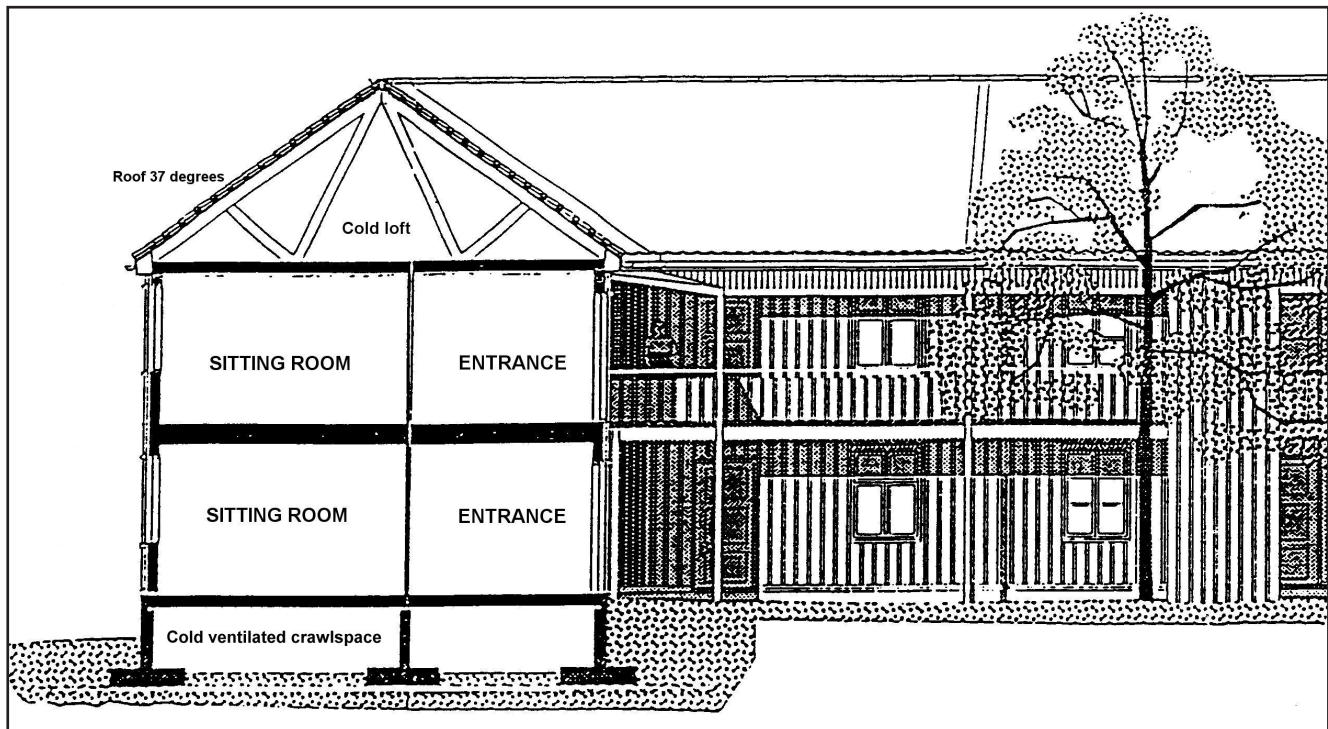 Roof 37 degrees
Cold loft
SITTING ROOM
ENTRANCE
SITTING ROOM
ENTRANCE
Cold ventilated crawlspace